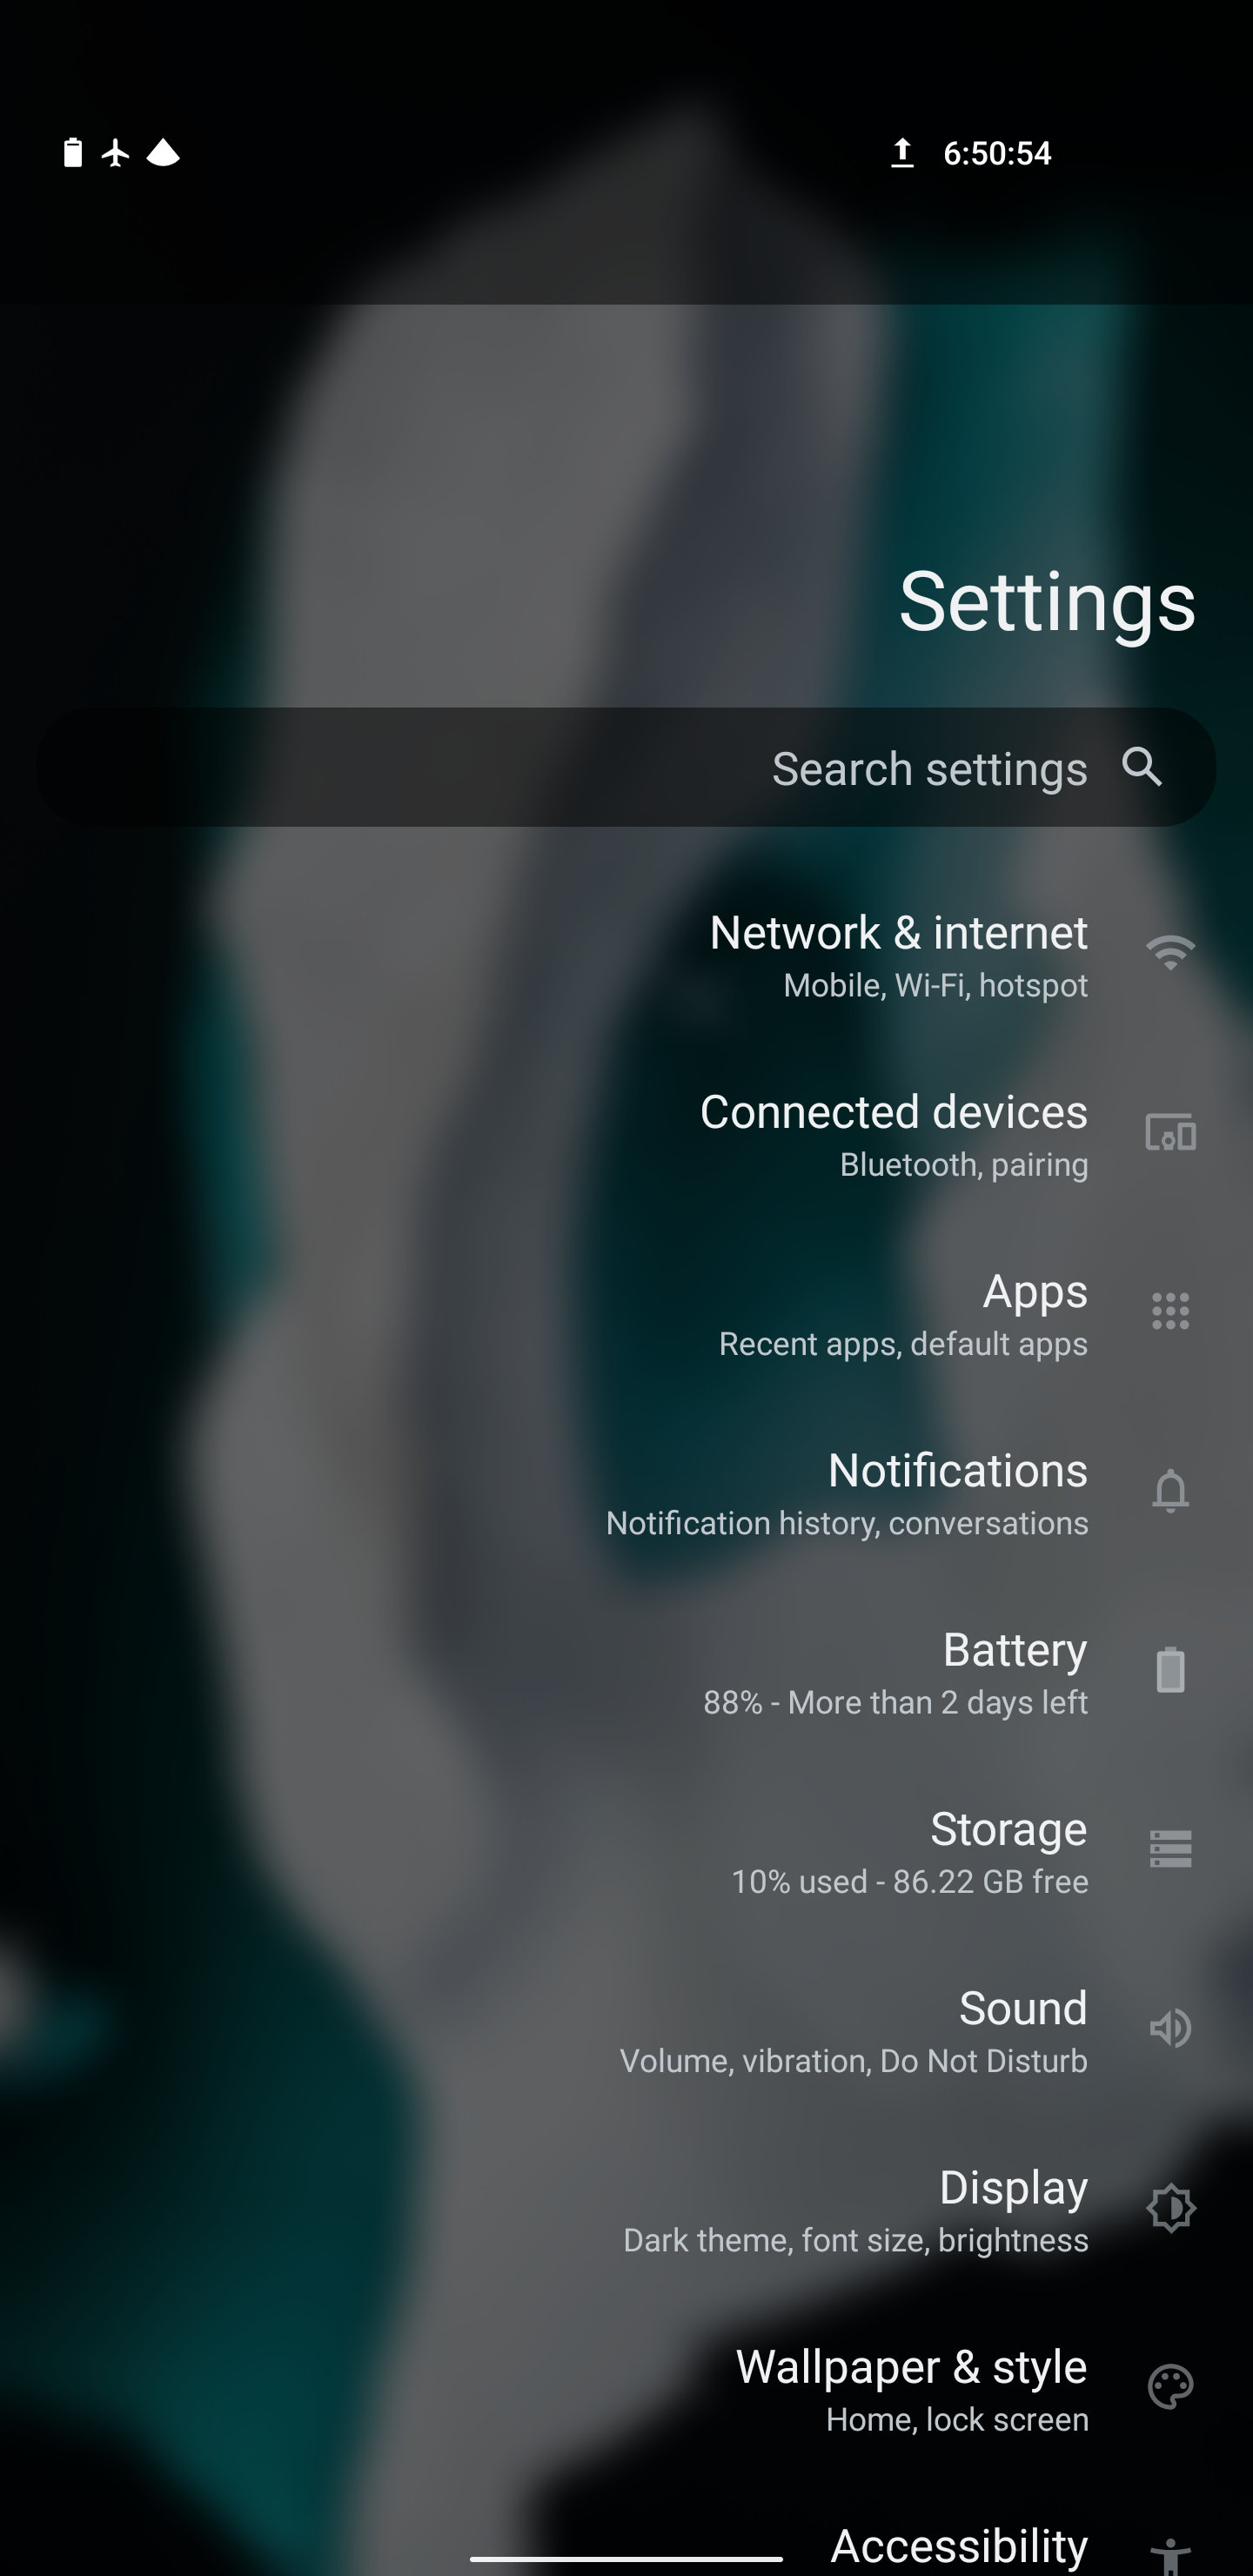 6:50:54
Settings
Search settings
Network & internet
Mobile, Wi-Fi, hotspot
Connected devices
Bluetooth, pairing
Apps
Recent apps, default apps
Notifications
Notification history, conversations
Battery
88% - More than 2 days left
Storage
10% used - 86.22 GB free
Sound
Volume, vibration, Do Not Disturb
Display
Dark theme, font size, brightness
Wallpaper & style
Home, lock screen
Accessibility